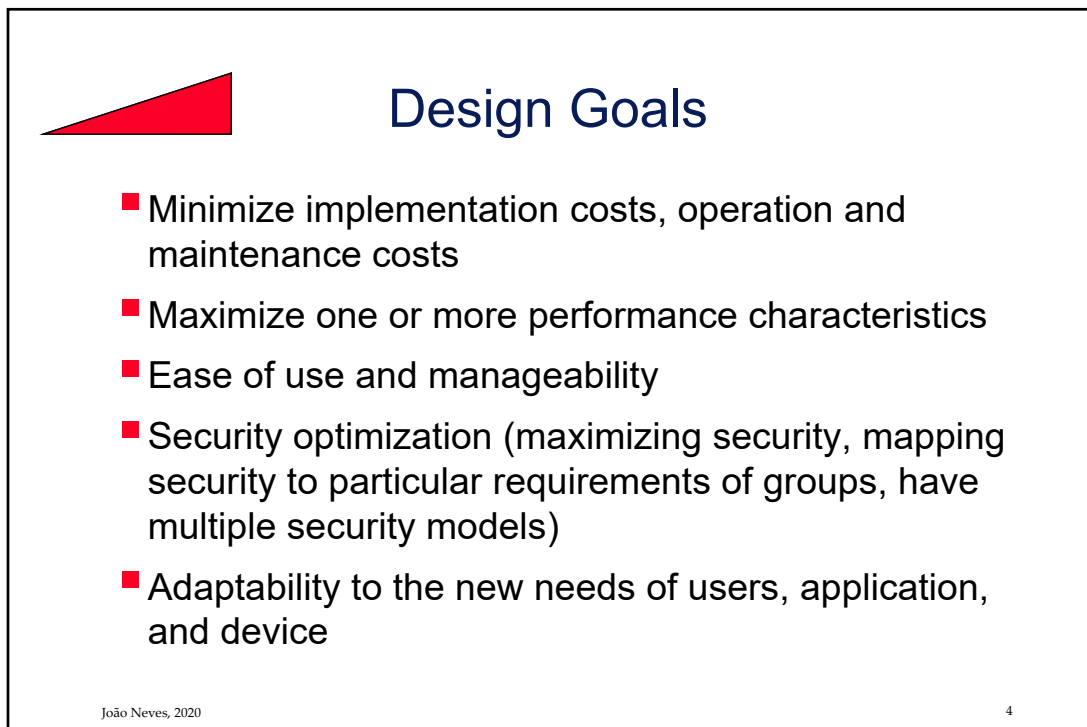 Design Goals
Minimize implementation costs, operation and
maintenance costs
Maximize one or more performance characteristics
Ease of use and manageability
Security optimization (maximizing security, mapping
security to particular requirements of groups, have
multiple security models)
Adaptability to the new needs of users, application,
and device
João Neves, 2020
4